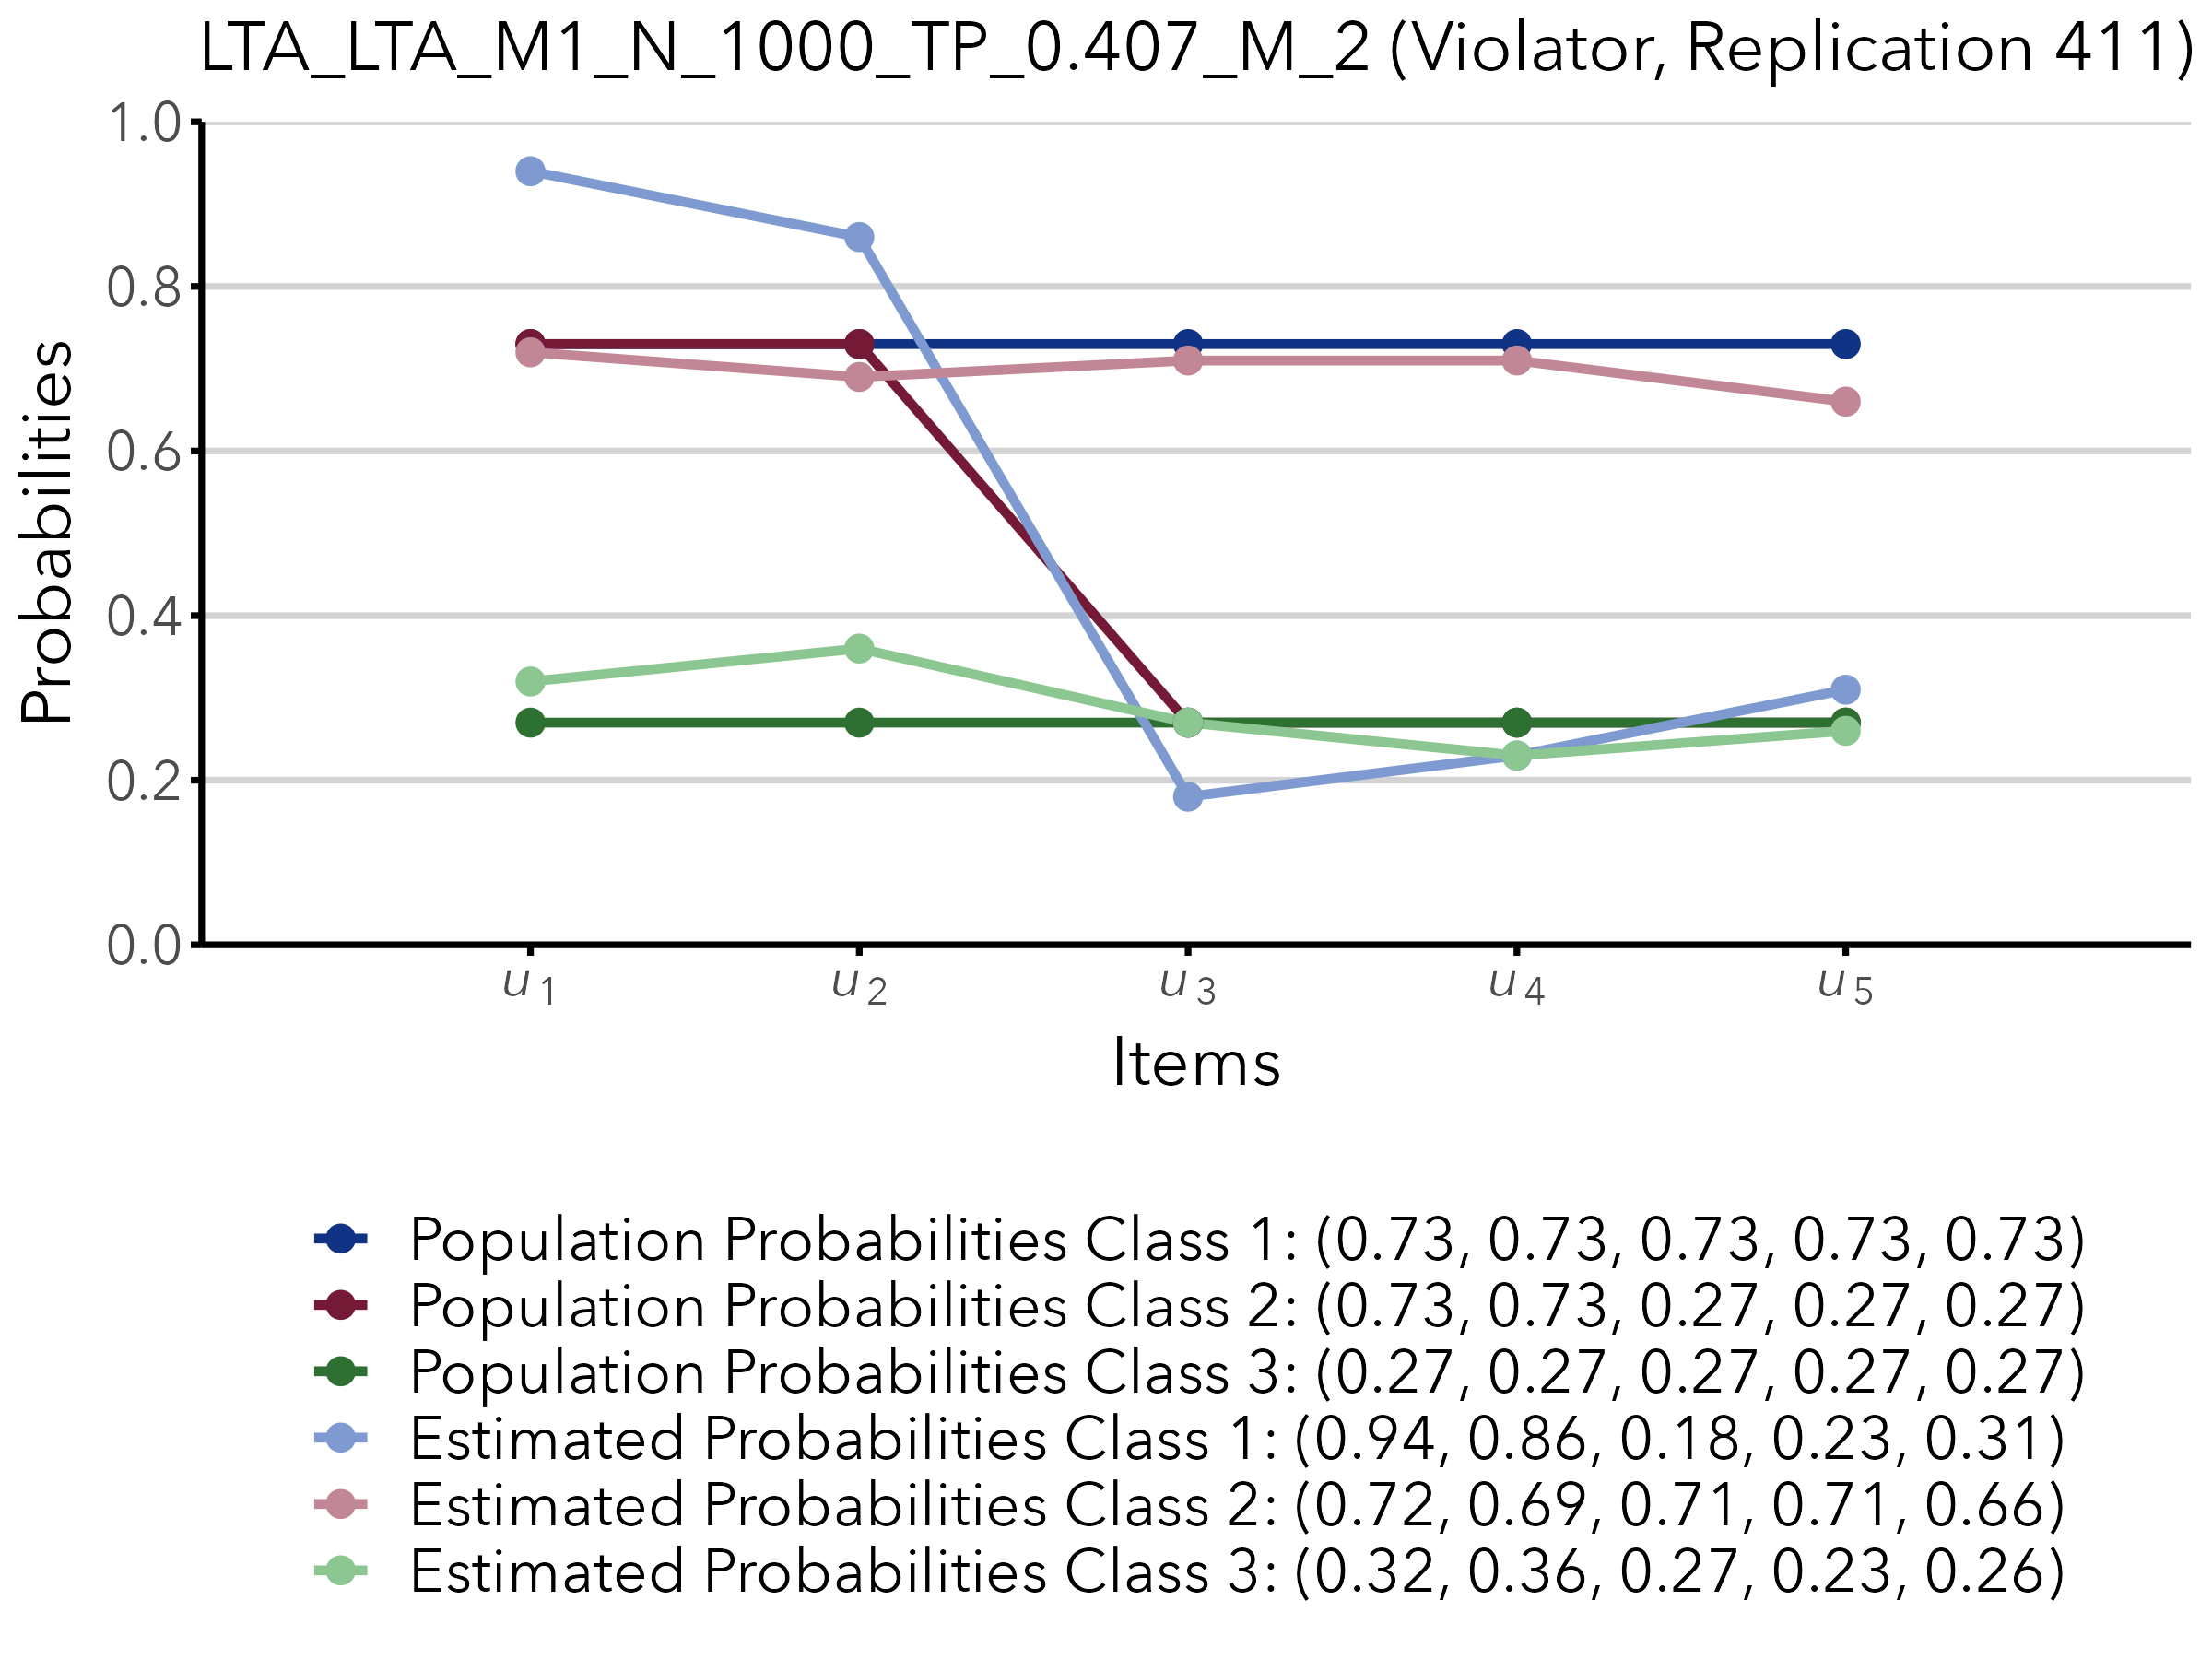 LTA_LTA_M1_N_1000_TP_0.407_M_2 (Violator, Replication 411)
1.0
0.8
0.6
0.4
0.2
0.0
Probabilities
u1 u2 u3 u4 u5
Items
Population Probabilities Class 1: (0.73, 0.73, 0.73, 0.73, 0.73)
Population Probabilities Class 2: (0.73, 0.73, 0.27, 0.27, 0.27)
Population Probabilities Class 3: (0.27, 0.27, 0.27, 0.27, 0.27)
Estimated Probabilities Class 1: (0.94, 0.86, 0.18, 0.23, 0.31)
Estimated Probabilities Class 2: (0.72, 0.69, 0.71, 0.71, 0.66)
Estimated Probabilities Class 3: (0.32, 0.36, 0.27, 0.23, 0.26)